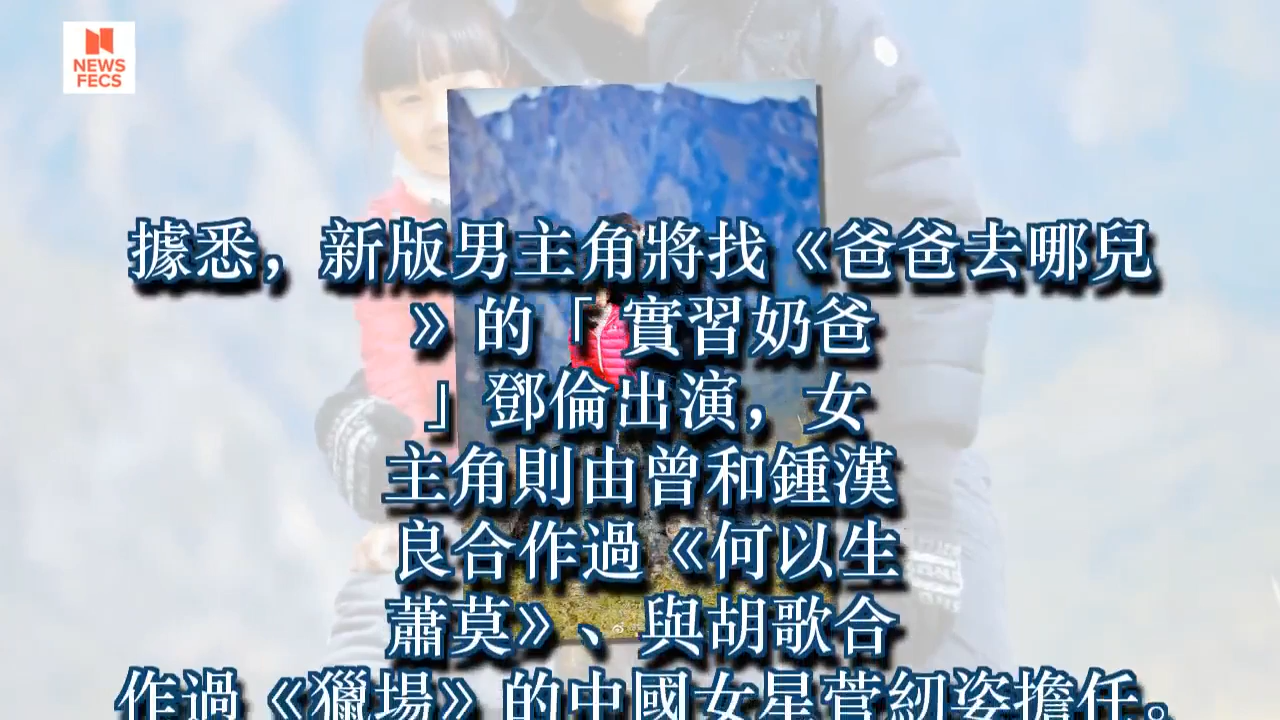 NEWS
FECS
據悉，新版男主角將找《爸爸去哪兒
》的「 實習奶爸
」鄧倫出演，女
主角則由曾和鍾漢
良合作過《何以生
蕭莫》、與胡歌合
作過《獵場》的中國女星菅紉姿擔任。